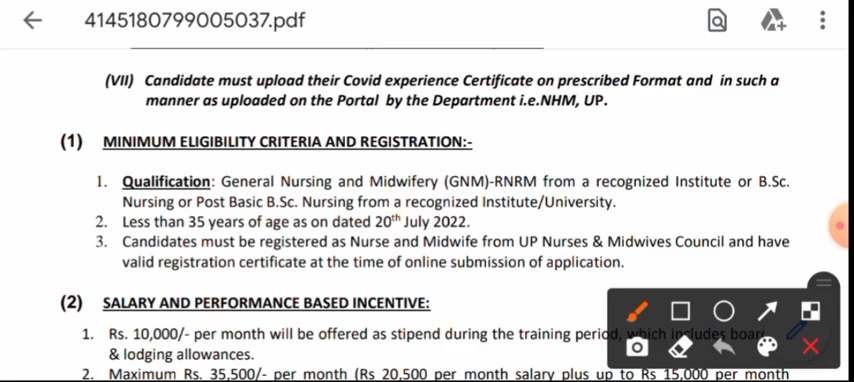 4145180799005037.pdf
(VII) Candidate must upload their Covid experience Certificate on prescribed Format and in such a
manner as uploaded on the Portal by the Department i.e.NHM, UP.
(1) MINIMUM ELIGIBILITY CRITERIA AND REGISTRATION:-
1. Qualification: General Nursing and Midwifery (GNM)-RNRM from a recognized Institute or B.Sc.
Nursing or Post Basic B.Sc. Nursing from a recognized Institute/University.
2. Less than 35 years of age as on dated 20th July 2022.
3. Candidates must be registered as Nurse and Midwife from UP Nurses & Midwives Council and have
valid registration certificate at the time of online submission of application.
(2) SALARY AND PERFORMANCE BASED INCENTIVE:
1. Rs. 10,000/- per month will be offered as stipend during the training period, which includes
& lodging allowances.
2. Maximum Rs. 35,500/- per month (Rs 20,500 per month salary plus up to Rs 15,000 per month